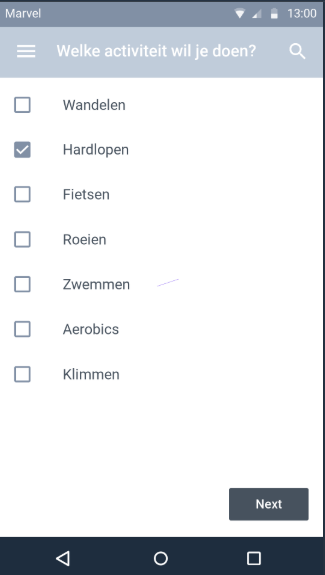 Marvel 13:00
Welke activiteit wil je doen?
Wandelen
Hardlopen
Fietsen
Roeien
Zwemmen
Aerobics
Klimmen
Next